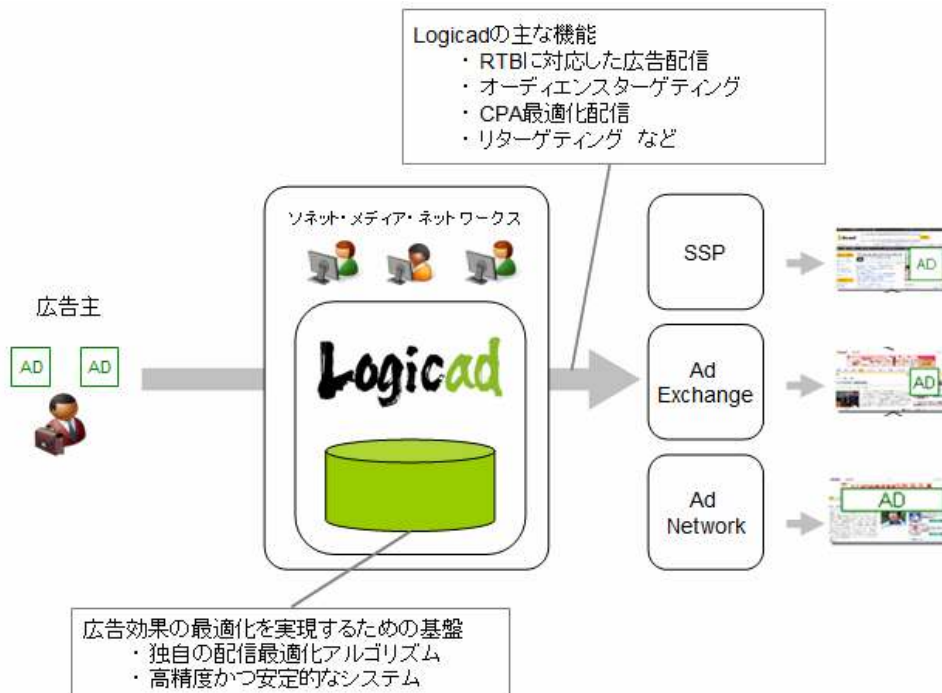 Logicadの主な機能
・ RTBに対応した広告配信
・ オーディエンスターゲティング
・ CPA最適化配信
・ リターゲティング など
ソネット・メディア・ネットワークス
SSP
AD
広告主
AD AD
Logicad
Ad
Exchange
AD
Ad
Network
AD
広告効果の最適化を実現するための基盤
・ 独自の配信最適化アルゴリズム
・ 高精度かつ安定的なシステム